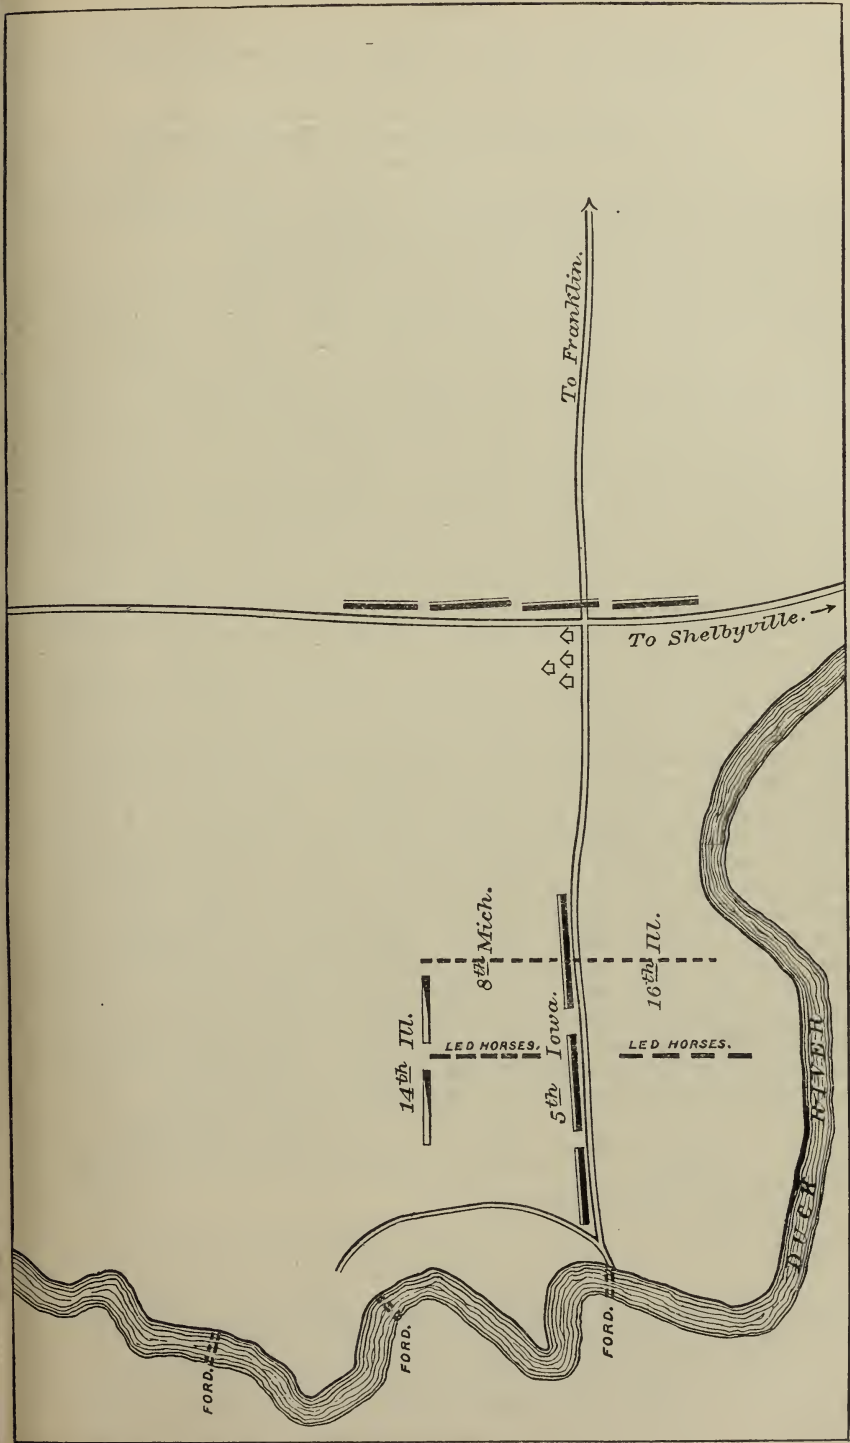 To Franklin.
To Shelbyville.
8th Mich.
16th Ill.
14th Ill.
5th Iowa.
LED HORSES.
LED HORSES.
DUCK RIVER
FORD.
FORD.
FORD.